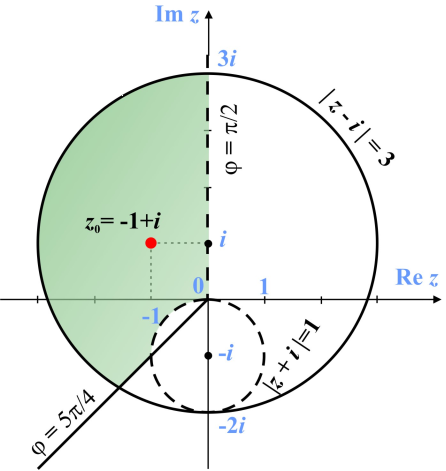 Im z
3i
| z - i | = 3
φ = π/2
z₀= -1+i
i
0
1
Re z
-1
-i
|z + i|=1
φ = 5π/4
-2i